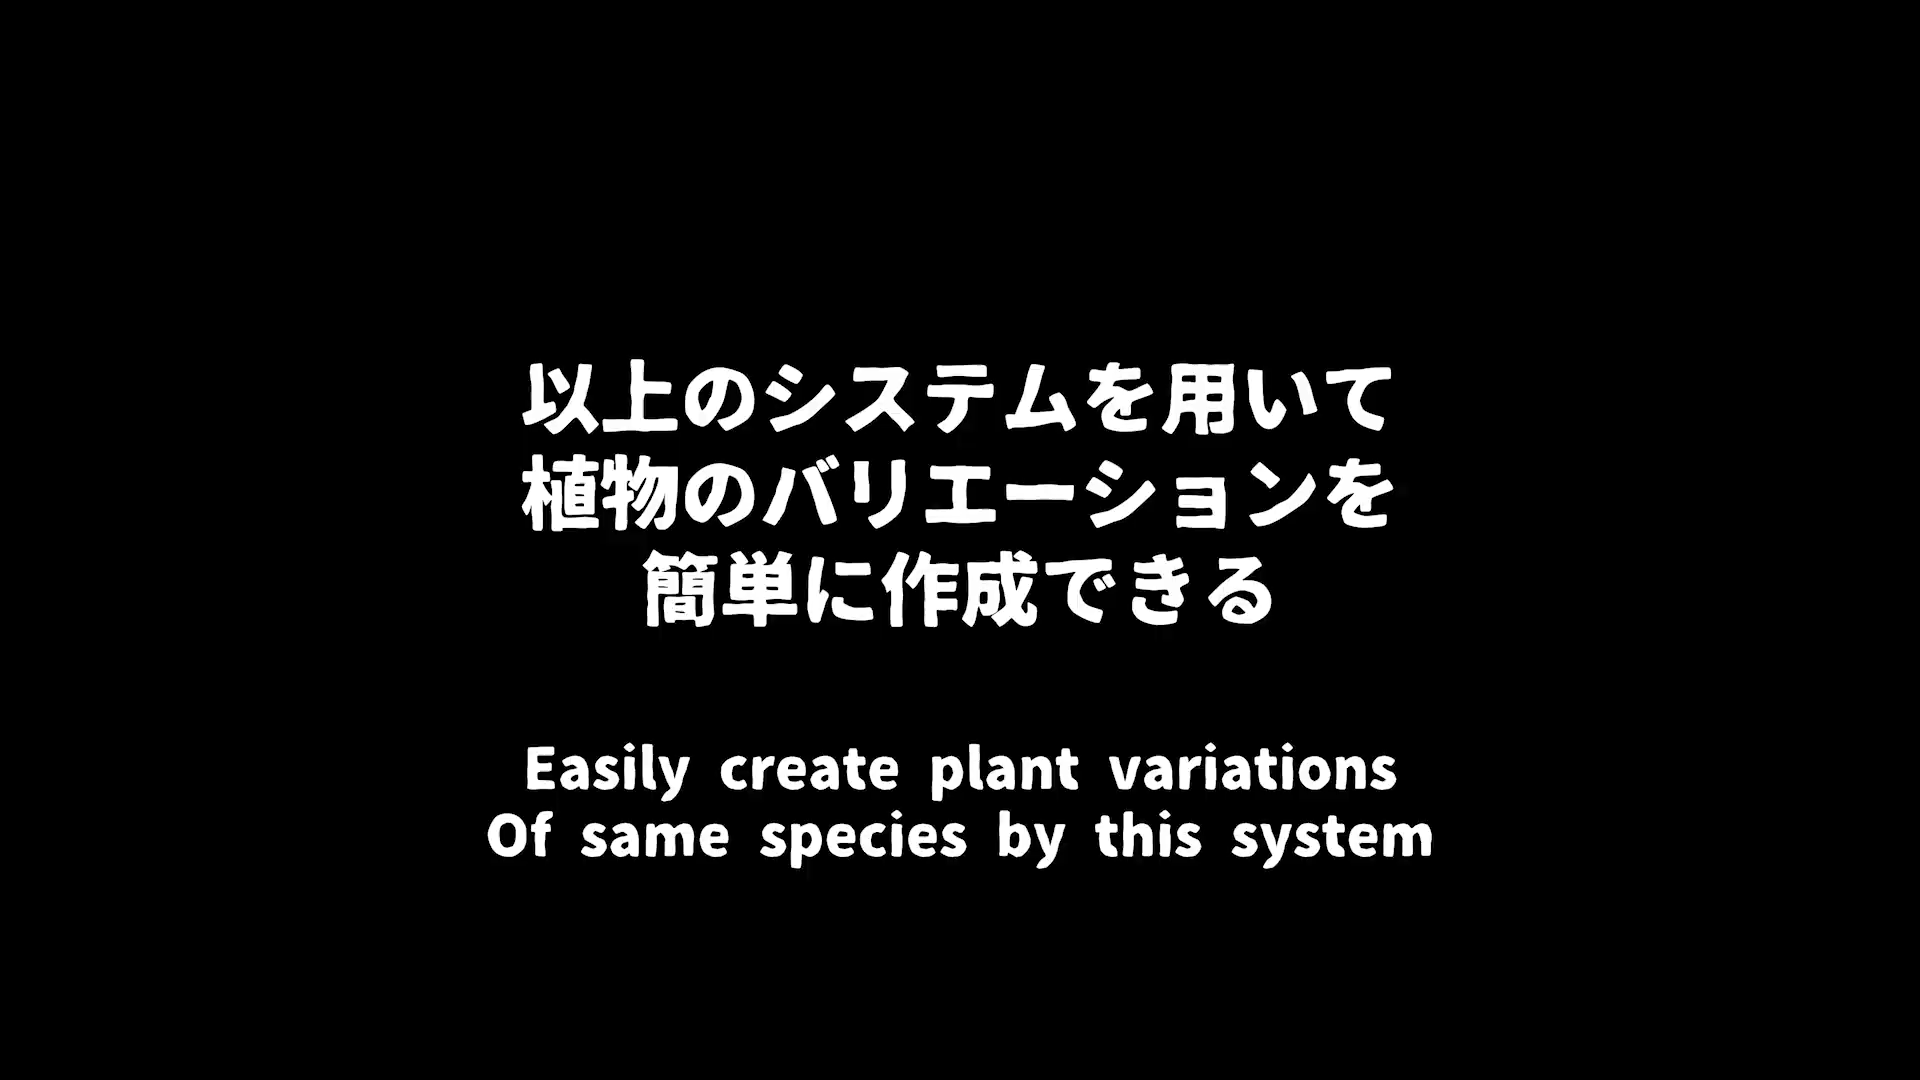 以上のシステムを用いて
植物のバリエーションを
簡単に作成できる
Easily create plant variations
Of same species by this system